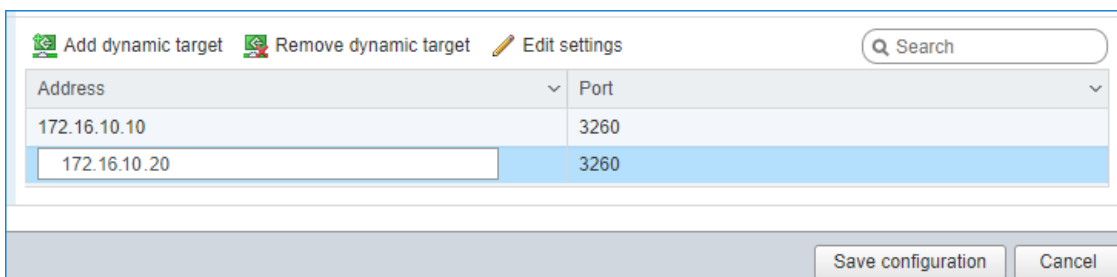 Add dynamic target Remove dynamic target Edit settings Search
Address Port
172.16.10.10 3260
172.16.10.20 3260
Save configuration Cancel